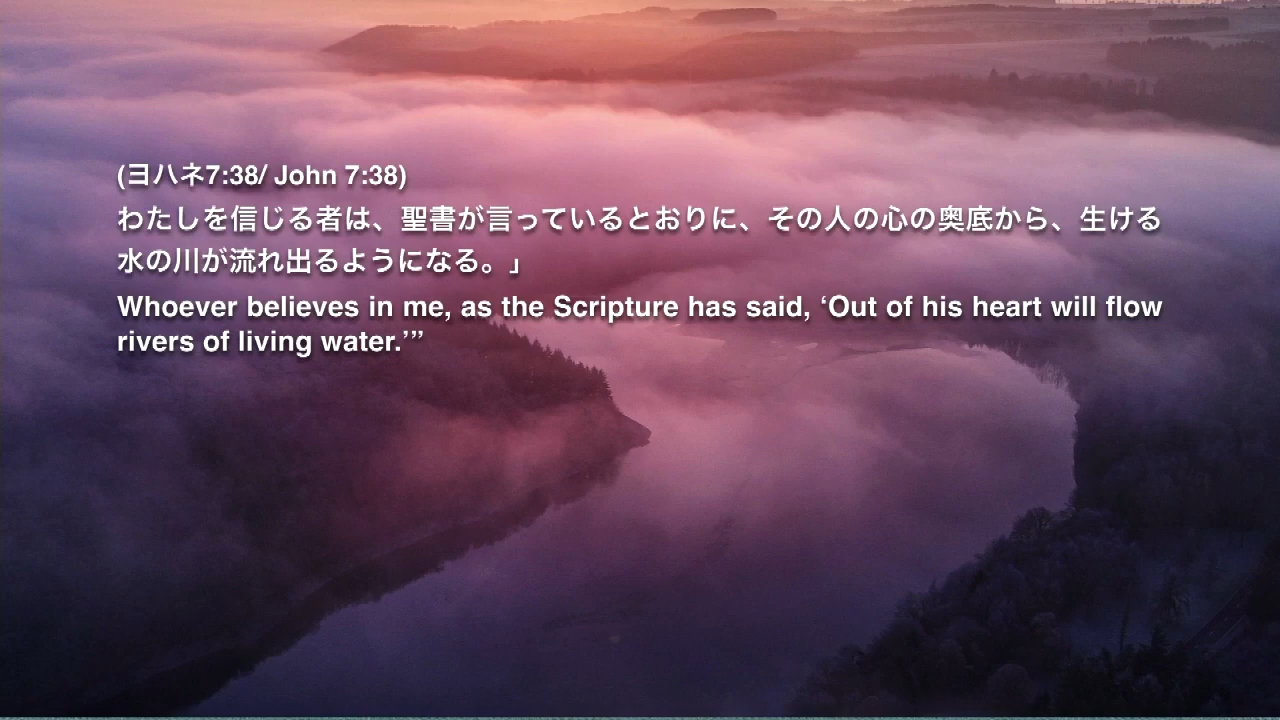 (ヨハネ7:38/ John 7:38)
わたしを信じる者は、聖書が言っているとおりに、その人の心の奥底から、生ける
水の川が流れ出るようになる。」
Whoever believes in me, as the Scripture has said, ‘Out of his heart will flow
rivers of living water.’”